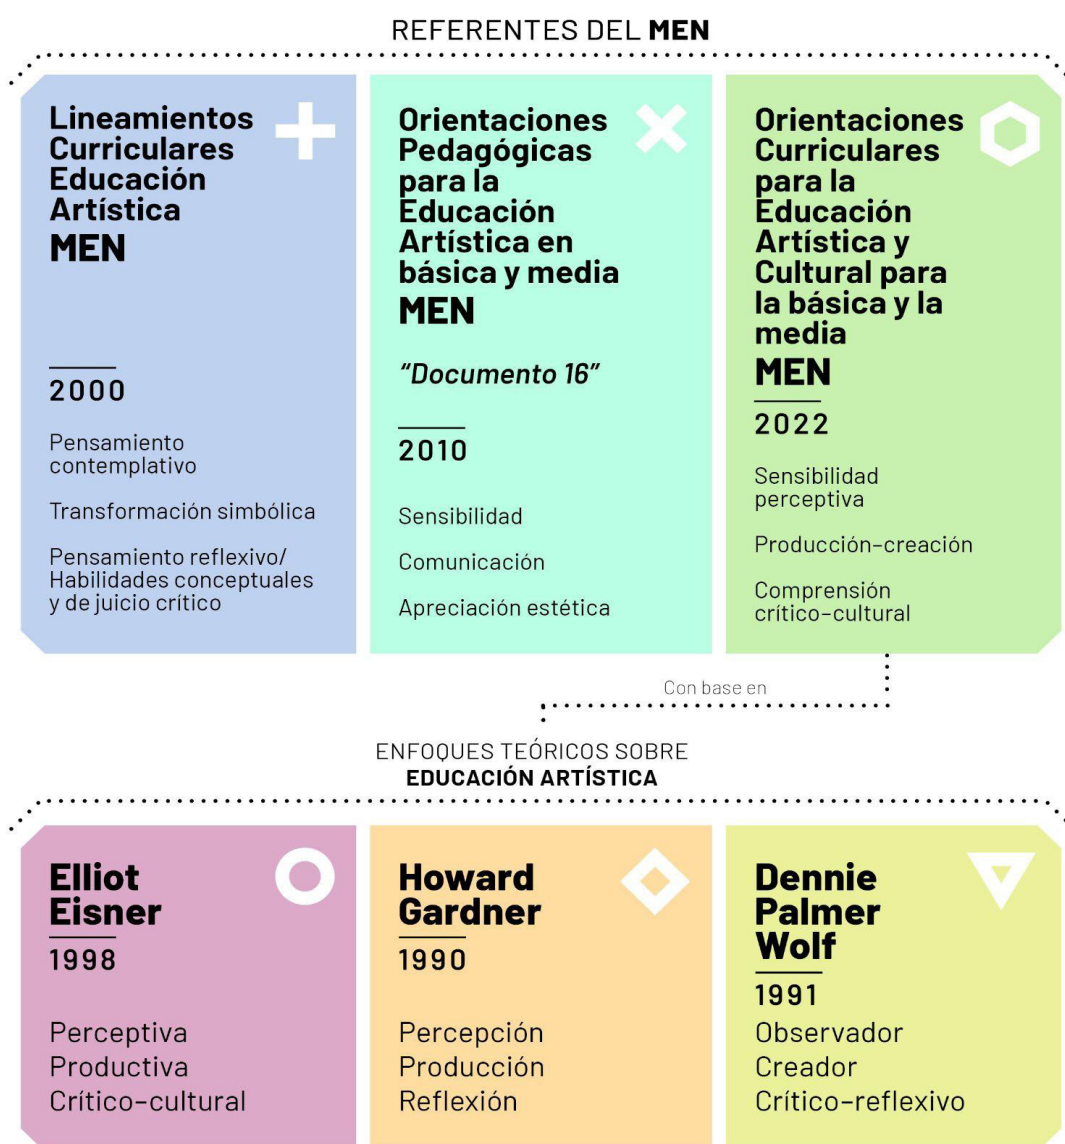 REFERENTES DEL MEN
Lineamientos
Curriculares
Educación
Artística
MEN
2000
Pensamiento
contemplativo
Transformación simbólica
Pensamiento reflexivo/
Habilidades conceptuales
y de juicio crítico
Orientaciones
Pedagógicas
para la
Educación
Artística en
básica y media
MEN
“Documento 16”
2010
Sensibilidad
Comunicación
Apreciación estética
Orientaciones
Curriculares
para la
Educación
Artística y
Cultural para
la básica y la
media
MEN
2022
Sensibilidad
perceptiva
Producción–creación
Comprensión
crítico–cultural
Con base en
ENFOQUES TEÓRICOS SOBRE
EDUCACIÓN ARTÍSTICA
Elliot
Eisner
1998
Perceptiva
Productiva
Crítico–cultural
Howard
Gardner
1990
Percepción
Producción
Reflexión
Dennie
Palmer
Wolf
1991
Observador
Creador
Crítico–reflexivo